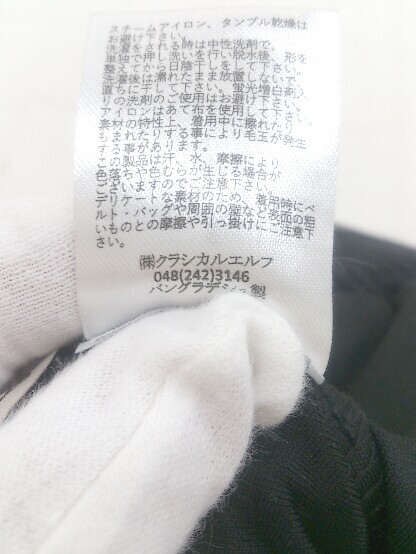 スチームアイロン、タンブル乾燥は
お避け下さい。
洗濯される時は中性洗剤で、
単独で押し洗いを行い脱水後、形を
整えて下さい。日陰干しをして下さい。
洗濯後は濡れたまま放置しないで
直ちに干して下さい。蛍光増白剤入
りの洗剤のご使用はお避け下さい。
アイロンはあて布を使用して下さい。
素材の特性上、着用中に擦れたり
もまれたりする事により毛玉が発生
する事があります。
この製品は汗、水、摩擦により
色落ちや色むらが生じる場合が
ございますのでご注意下さい。
デリケートな素材のため、着用時にベ
ルト・バッグや周囲の壁など表面の粗
いものとの摩擦や引っ掛けにご注意下
さい。
㈱クラシカルエルフ
048(242)3146
バングラデシュ製